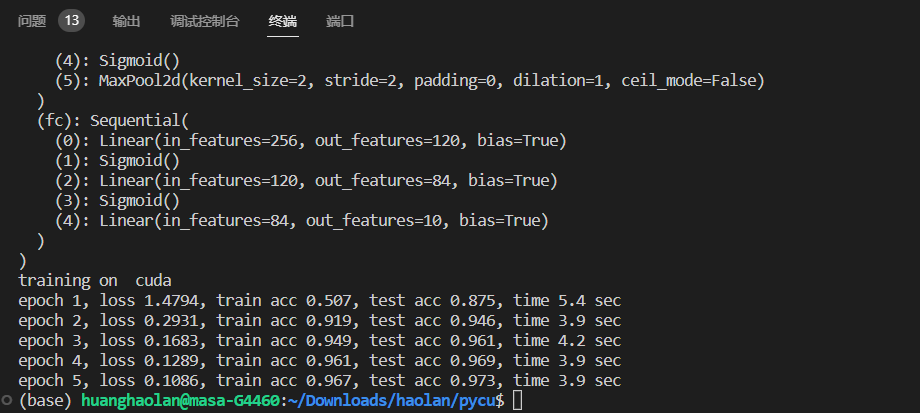 问题 13 输出 调试控制台 终端 端口
(4): Sigmoid()
(5): MaxPool2d(kernel_size=2, stride=2, padding=0, dilation=1, ceil_mode=False)
)
(fc): Sequential(
(0): Linear(in_features=256, out_features=120, bias=True)
(1): Sigmoid()
(2): Linear(in_features=120, out_features=84, bias=True)
(3): Sigmoid()
(4): Linear(in_features=84, out_features=10, bias=True)
)
)
training on  cuda
epoch 1, loss 1.4794, train acc 0.507, test acc 0.875, time 5.4 sec
epoch 2, loss 0.2931, train acc 0.919, test acc 0.946, time 3.9 sec
epoch 3, loss 0.1683, train acc 0.949, test acc 0.961, time 4.2 sec
epoch 4, loss 0.1289, train acc 0.961, test acc 0.969, time 3.9 sec
epoch 5, loss 0.1086, train acc 0.967, test acc 0.973, time 3.9 sec
(base) huanghaolan@masa-G4460:~/Downloads/haolan/pycu$